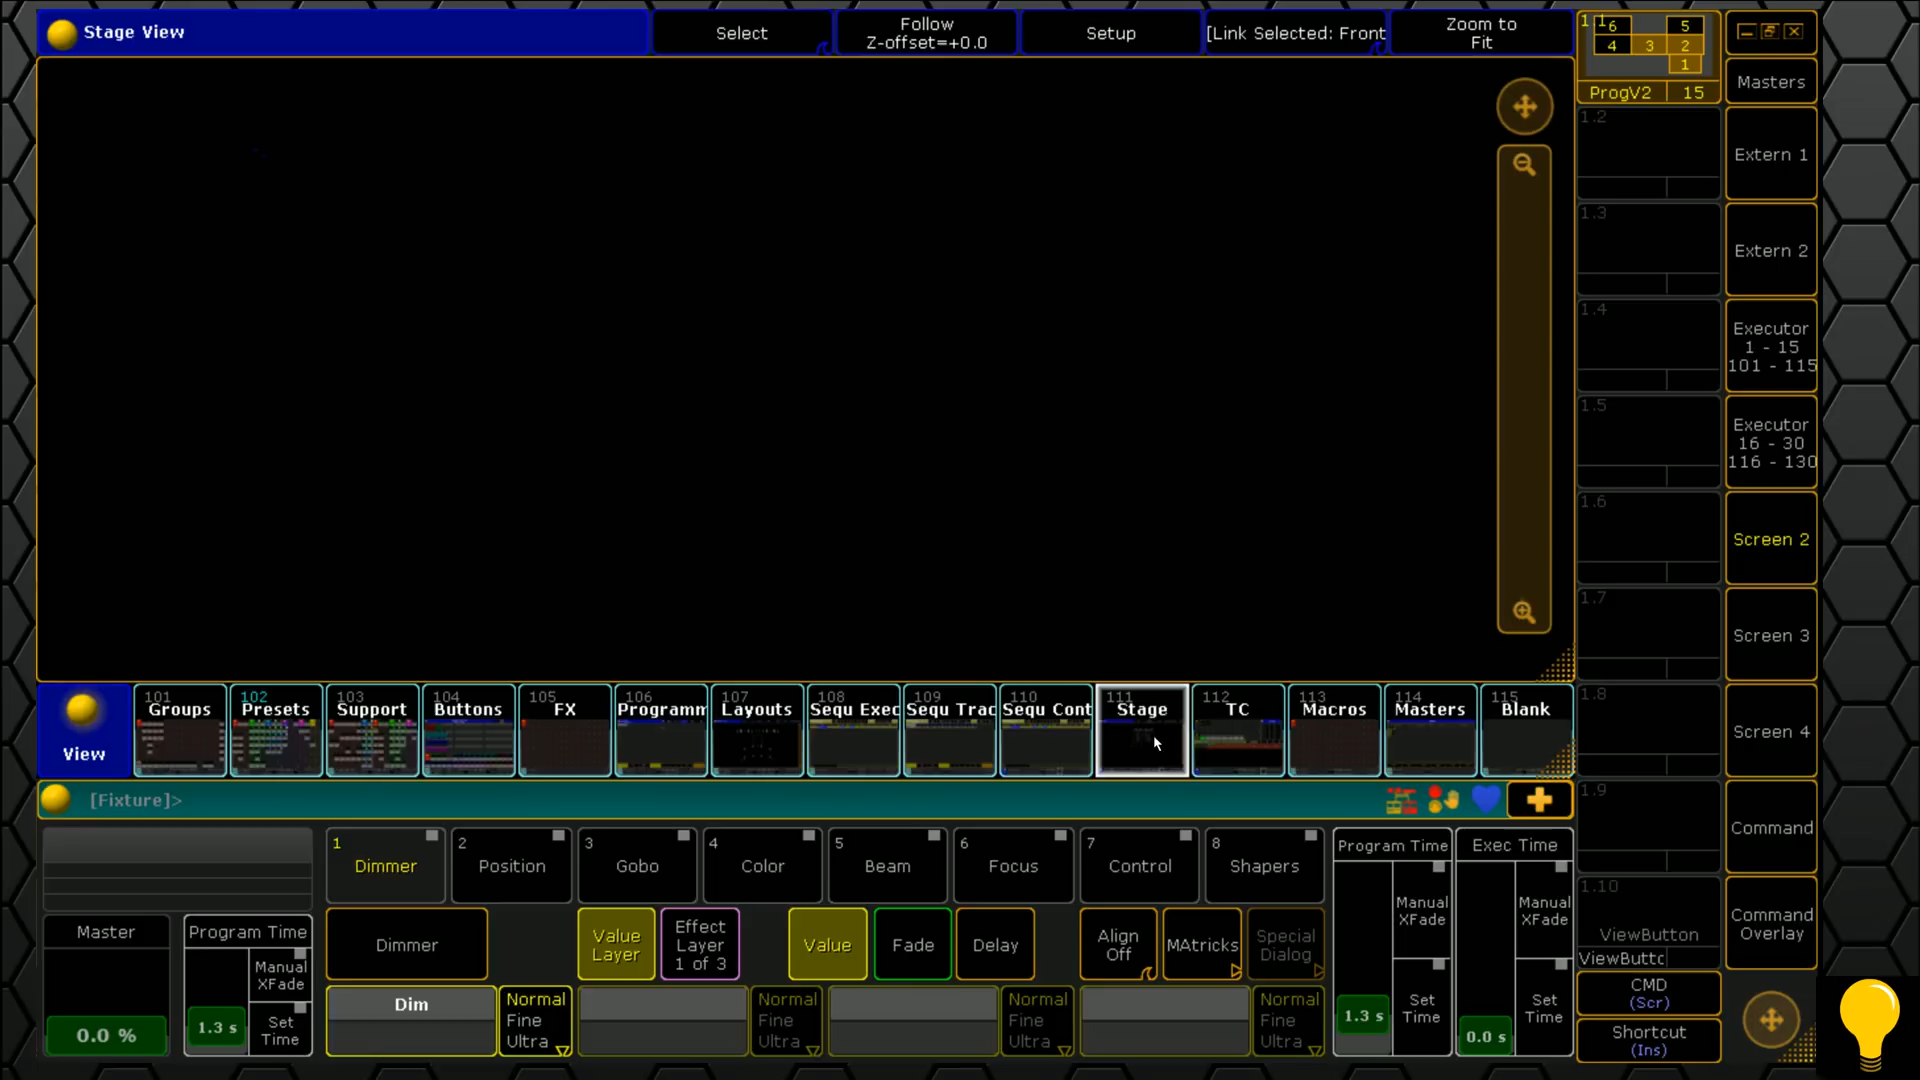 Stage View
Select
Follow
Z-offset=+0.0
Setup
[Link Selected: Front
Zoom to
Fit
1.1
6
5
4
3
2
1
ProgV2
15
Masters
1.2
Extern 1
1.3
Extern 2
1.4
Executor
1 - 15
101 - 115
1.5
Executor
16 - 30
116 - 130
1.6
Screen 2
1.7
Screen 3
1.8
Screen 4
1.9
Command
1.10
ViewButton
ViewButtc
Command
Overlay
CMD
(Scr)
Shortcut
(Ins)
View
101
Groups
102
Presets
103
Support
104
Buttons
105
FX
106
Programm
107
Layouts
108
Sequ Exec
109
Sequ Trac
110
Sequ Cont
111
Stage
112
TC
113
Macros
114
Masters
115
Blank
[Fixture]>
1
Dimmer
2
Position
3
Gobo
4
Color
5
Beam
6
Focus
7
Control
8
Shapers
Program Time
Exec Time
Master
0.0 %
Program Time
Manual
XFade
1.3 s
Set
Time
Dimmer
Value
Layer
Effect
Layer
1 of 3
Value
Fade
Delay
Align
Off
MAtricks
Special
Dialog
Manual
XFade
Manual
XFade
Dim
Normal
Fine
Ultra
Normal
Fine
Ultra
Normal
Fine
Ultra
Normal
Fine
Ultra
1.3 s
Set
Time
0.0 s
Set
Time